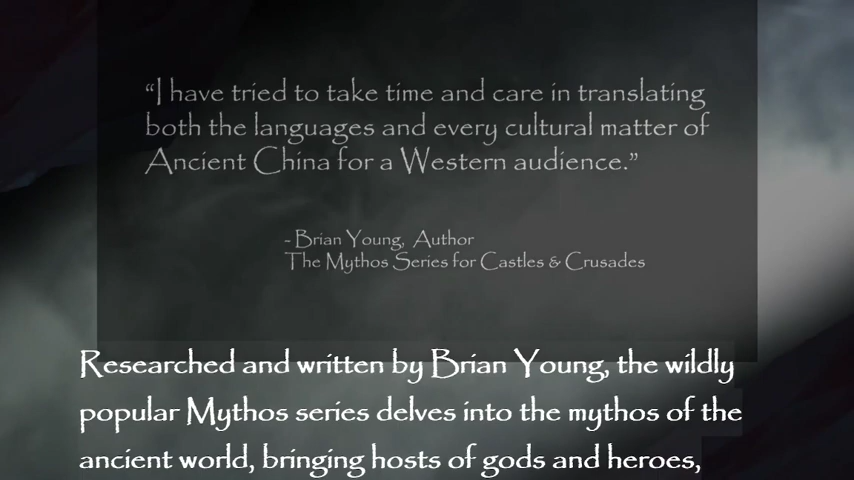 “I have tried to take time and care in translating
both the languages and every cultural matter of
Ancient China for a Western audience.”
- Brian Young, Author
The Mythos Series for Castles & Crusades
Researched and written by Brian Young, the wildly
popular Mythos series delves into the mythos of the
ancient world, bringing hosts of gods and heroes,